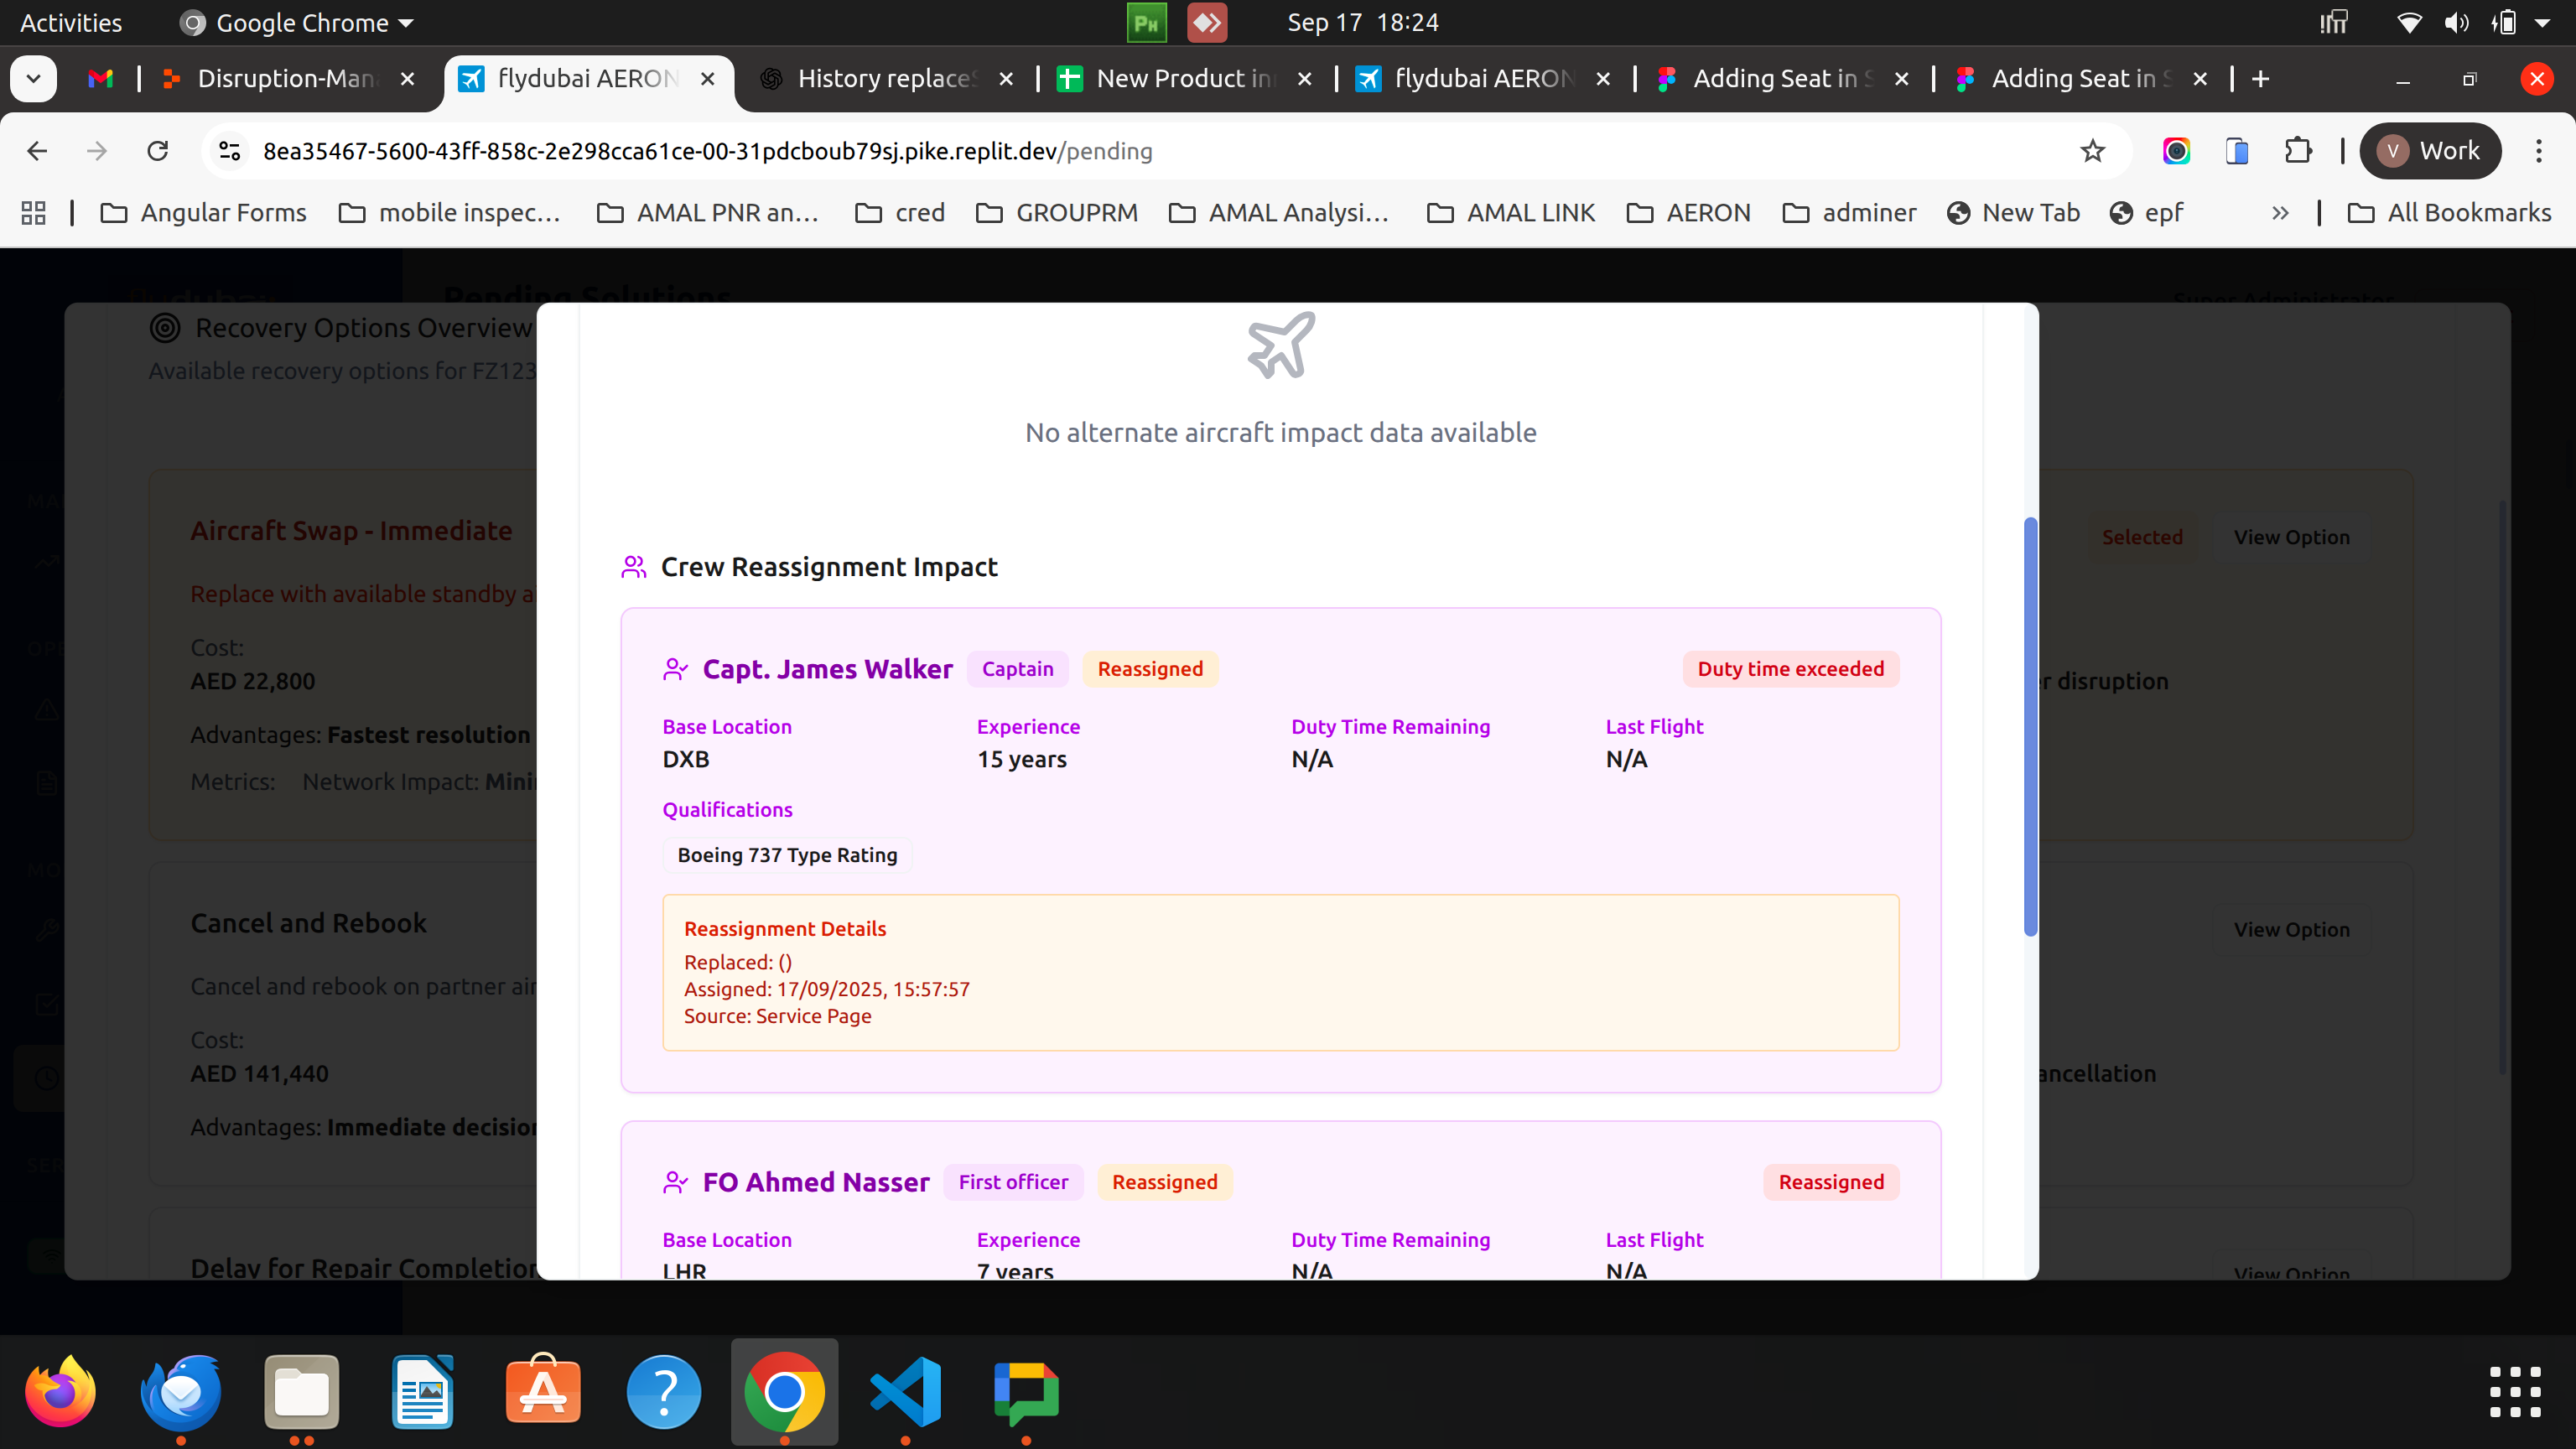 Activities
Google Chrome
Sep 17 18:24
Disruption-Man
flydubai AERON
History replaceS
New Product in
flydubai AERON
Adding Seat in S
Adding Seat in S
8ea35467-5600-43ff-858c-2e298cca61ce-00-31pdcboub79sj.pike.replit.dev/pending
V Work
Angular Forms
mobile inspec...
AMAL PNR an...
cred
GROUPRM
AMAL Analysi...
AMAL LINK
AERON
adminer
New Tab
epf
All Bookmarks
Pending Solutions
Super Administrator
Recovery Options Overview
Available recovery options for FZ123
Aircraft Swap - Immediate
Selected
View Option
Replace with available standby ai
Cost:
AED 22,800
r disruption
Advantages: Fastest resolution
Metrics: Network Impact: Mini
Cancel and Rebook
View Option
Cancel and rebook on partner air
Cost:
AED 141,440
ancellation
Advantages: Immediate decision
Delay for Repair Completion
View Option
No alternate aircraft impact data available
Crew Reassignment Impact
Capt. James Walker Captain Reassigned Duty time exceeded
Base Location Experience Duty Time Remaining Last Flight
DXB 15 years N/A N/A
Qualifications
Boeing 737 Type Rating
Reassignment Details
Replaced: ()
Assigned: 17/09/2025, 15:57:57
Source: Service Page
FO Ahmed Nasser First officer Reassigned Reassigned
Base Location Experience Duty Time Remaining Last Flight
LHR 7 years N/A N/A